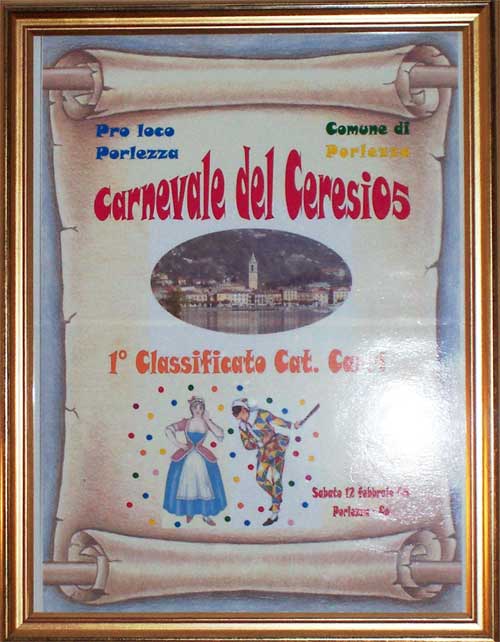 Pro loco
Porlezza
Comune di
Porlezza
Carnevale del Ceresio5
1° Classificato Cat.
Sabato 12 febbraio
Porlezza -